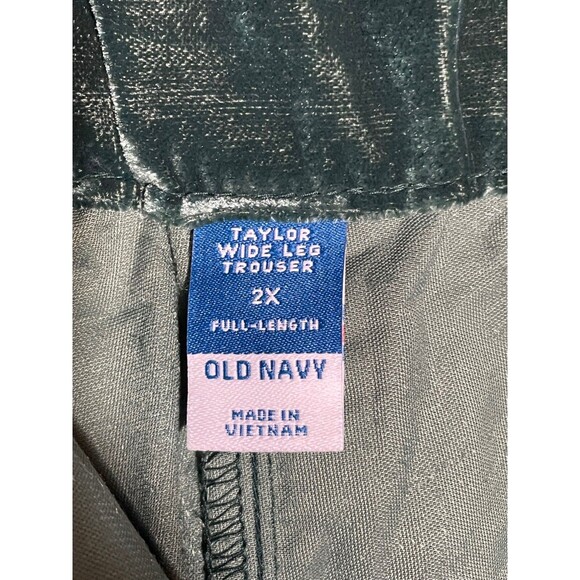 TAYLOR
WIDE LEG
TROUSER
2X
FULL-LENGTH
OLD NAVY
MADE IN
VIETNAM